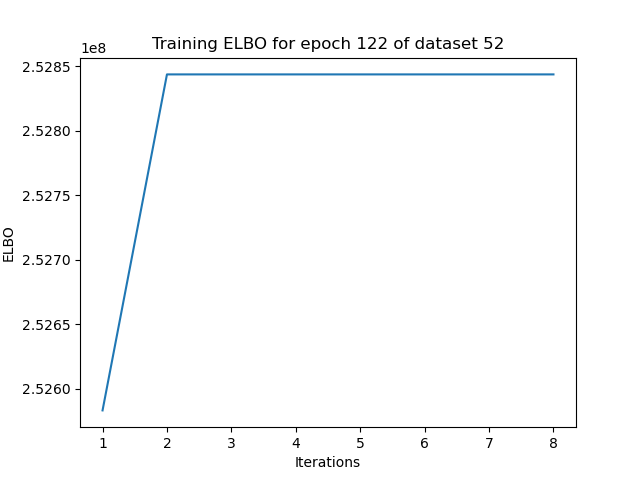 Training ELBO for epoch 122 of dataset 52
1e8
2.5285
2.5280
2.5275
2.5270
2.5265
2.5260
ELBO
1 2 3 4 5 6 7 8
Iterations